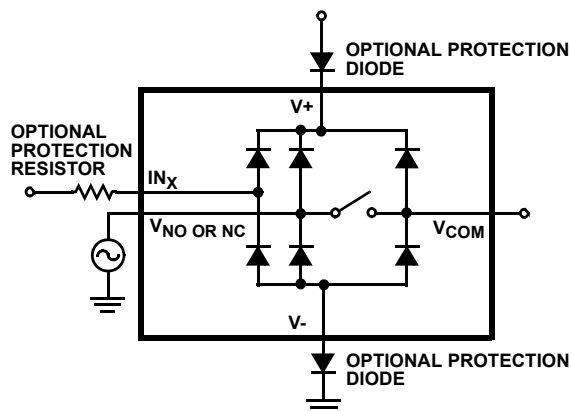 OPTIONAL PROTECTION
DIODE
V+
OPTIONAL
PROTECTION
RESISTOR
INX
VNO OR NC
VCOM
V-
OPTIONAL PROTECTION
DIODE